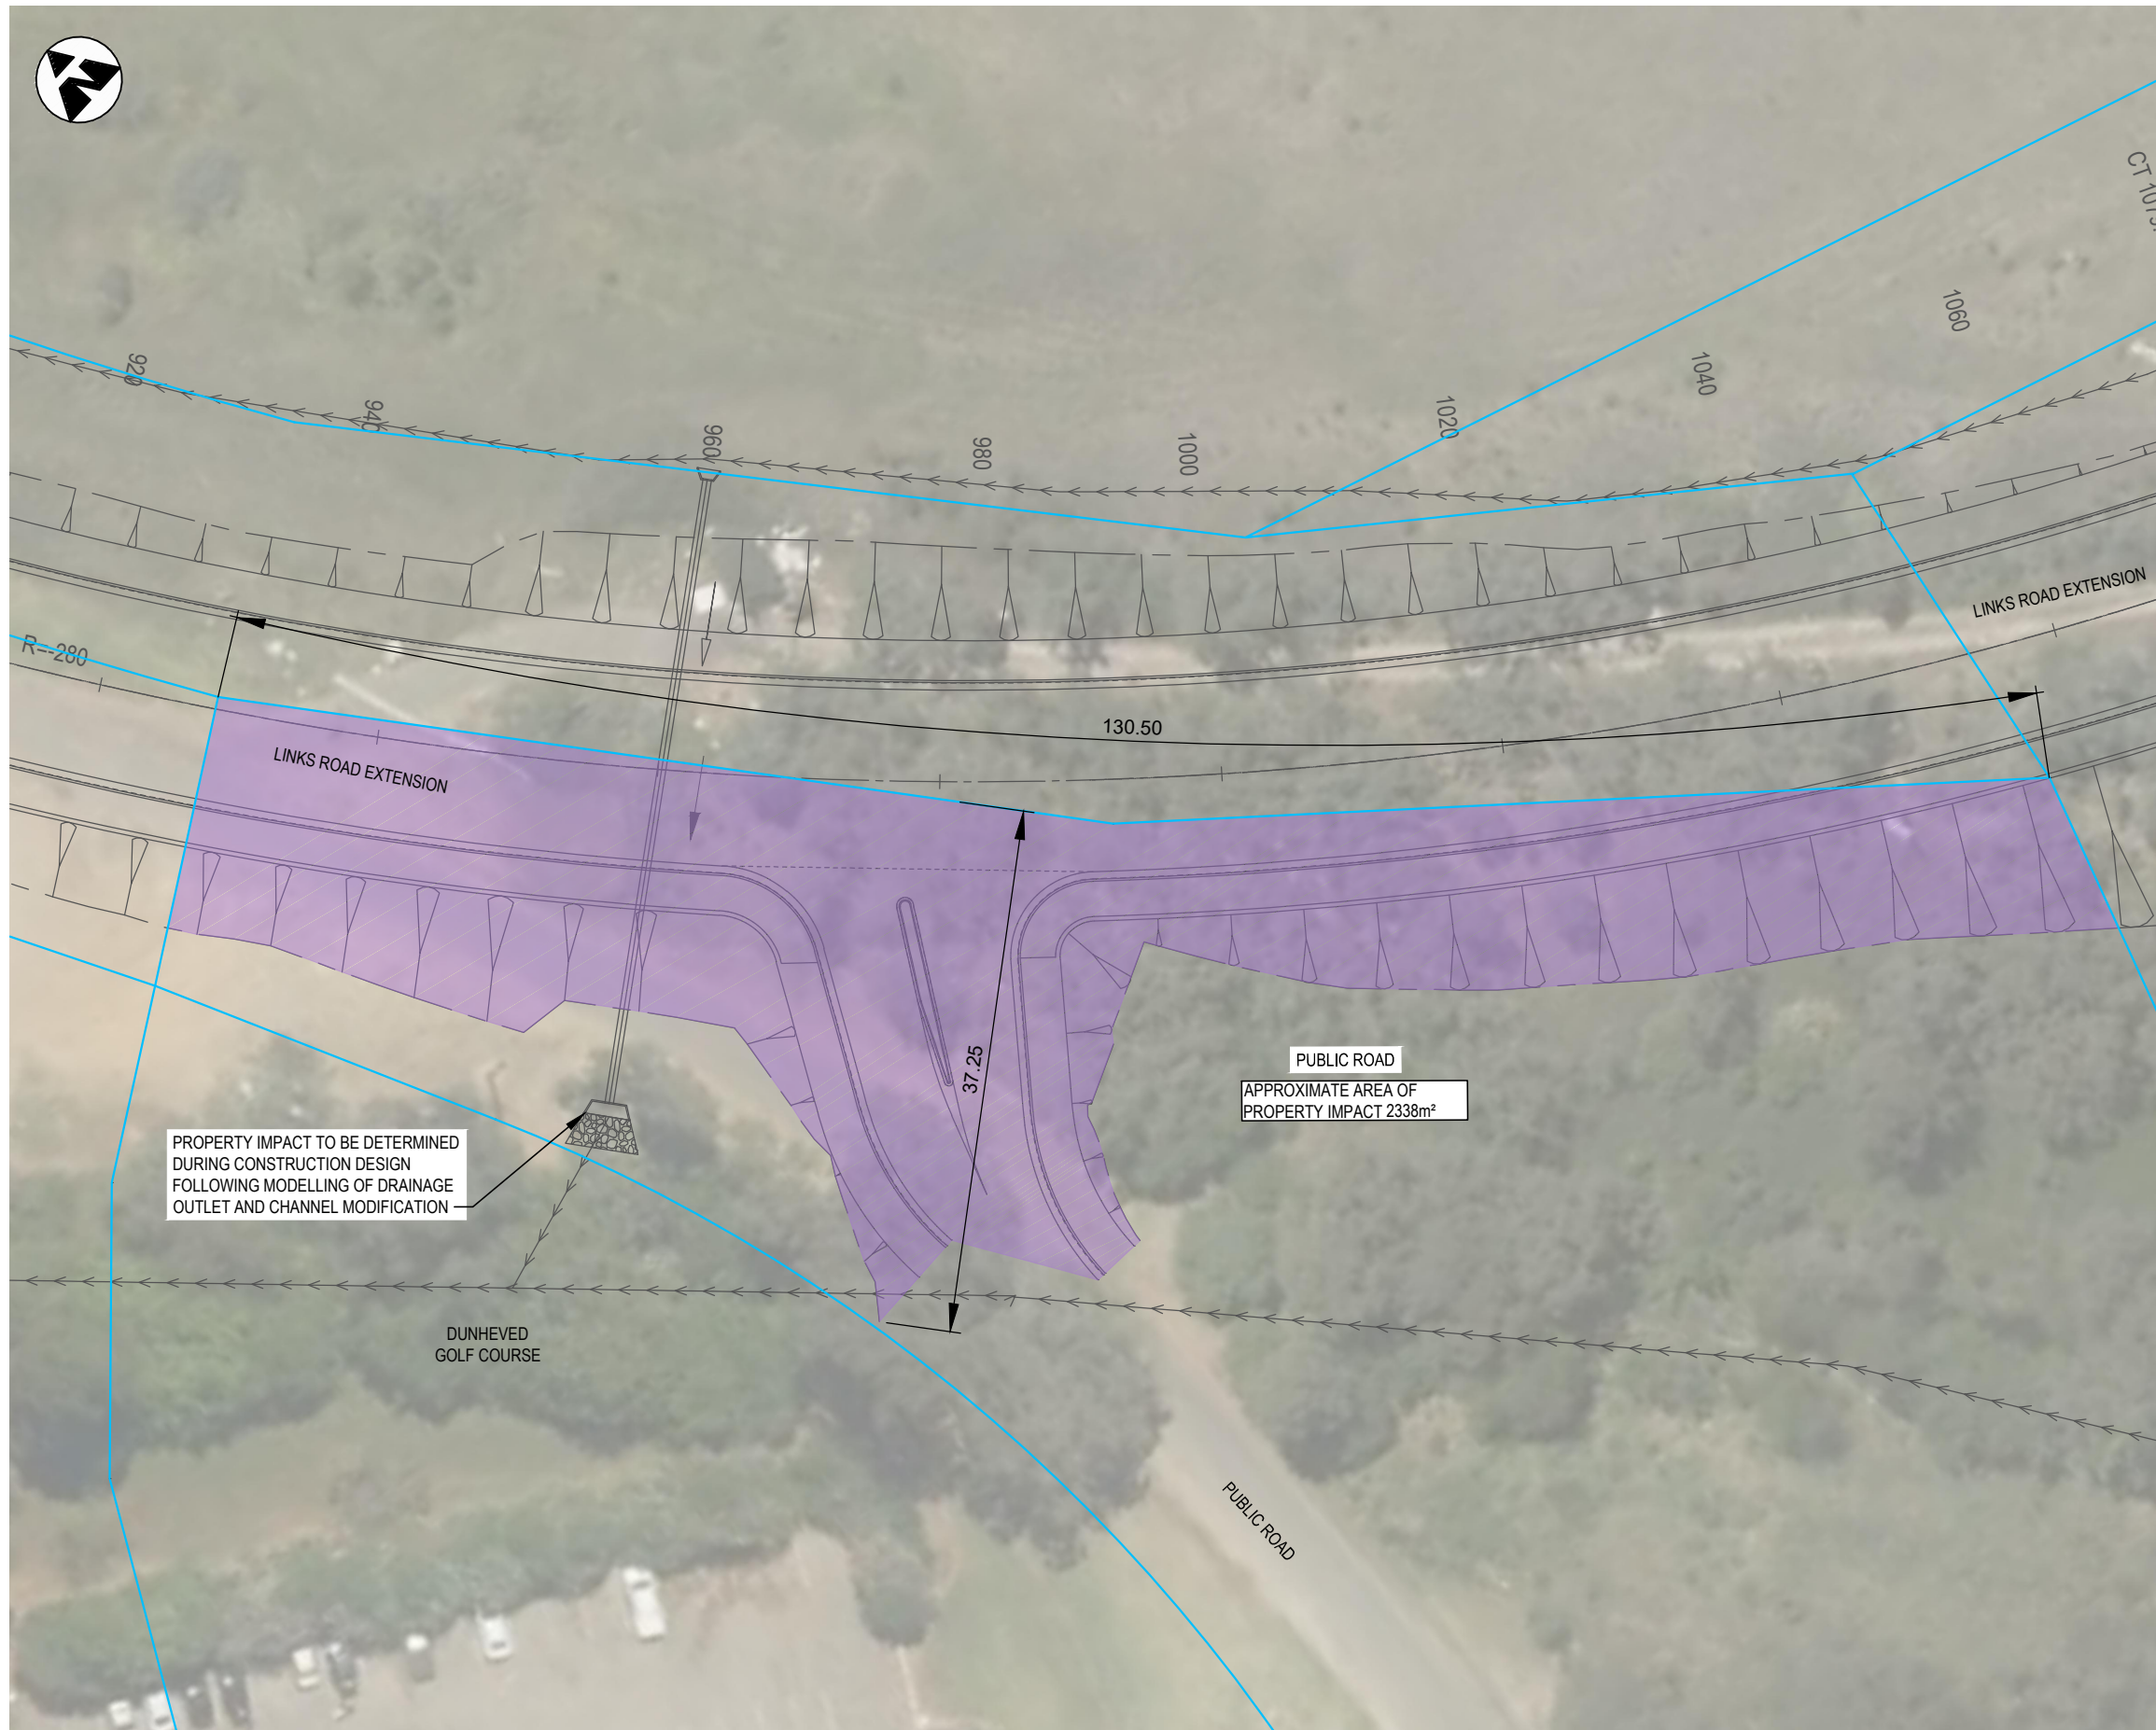 CT 107
1060
1040
1020
1000
980
960
940
920
LINKS ROAD EXTENSION
R=-280
130.50
LINKS ROAD EXTENSION
37.25
PUBLIC ROAD
APPROXIMATE AREA OF
PROPERTY IMPACT 2338m²
PROPERTY IMPACT TO BE DETERMINED
DURING CONSTRUCTION DESIGN
FOLLOWING MODELLING OF DRAINAGE
OUTLET AND CHANNEL MODIFICATION
DUNHEVED
GOLF COURSE
PUBLIC ROAD